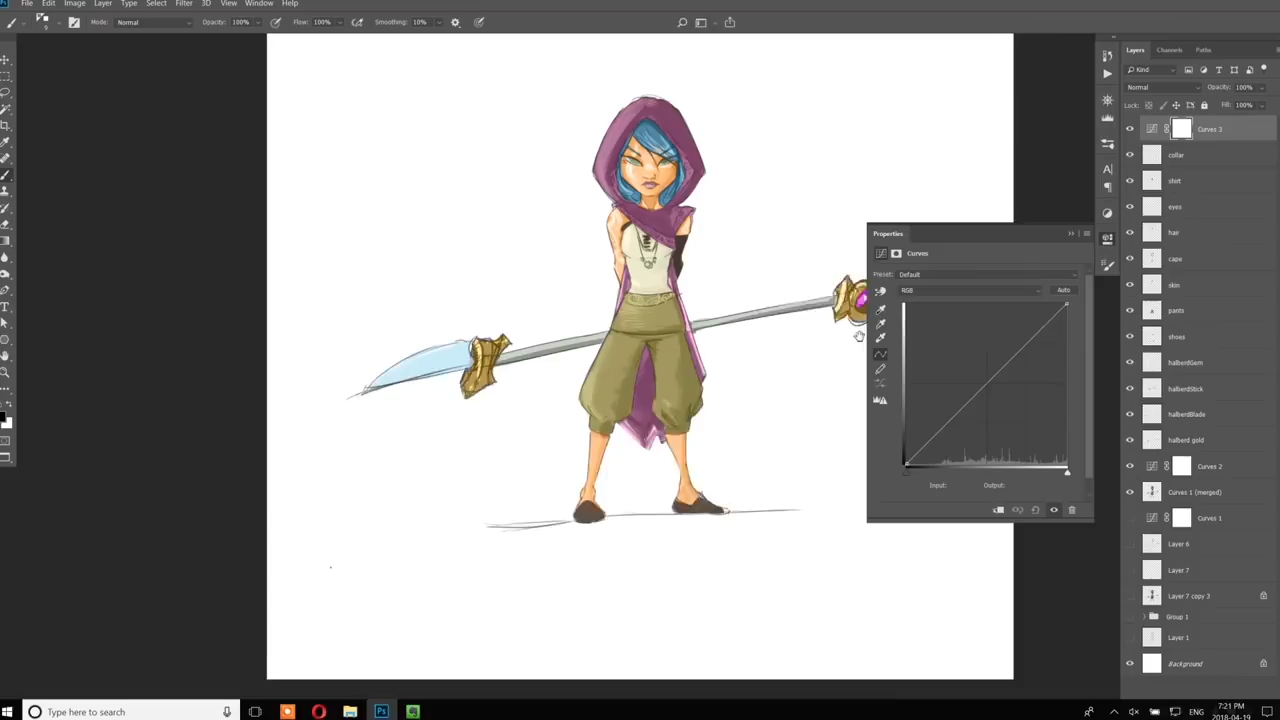 File Edit Image Layer Type Select Filter 3D View Window Help
Mode: Normal Opacity: 100% Flow: 100% Smoothing: 10%
Layers Channels Paths
Kind
Normal Opacity: 100%
Lock: Fill: 100%
Curves 3
collar
shirt
eyes
hair
cape
skin
pants
shoes
halberdGem
halberdStick
halberdBlade
halberd gold
Curves 2
Curves 1 (merged)
Curves 1
Layer 6
Layer 7
Layer 7 copy 3
Group 1
Layer 1
Background
Properties
Curves
Preset: Default
RGB Auto
Input: Output:
Type here to search
ENG
7:21 PM
2018-04-19